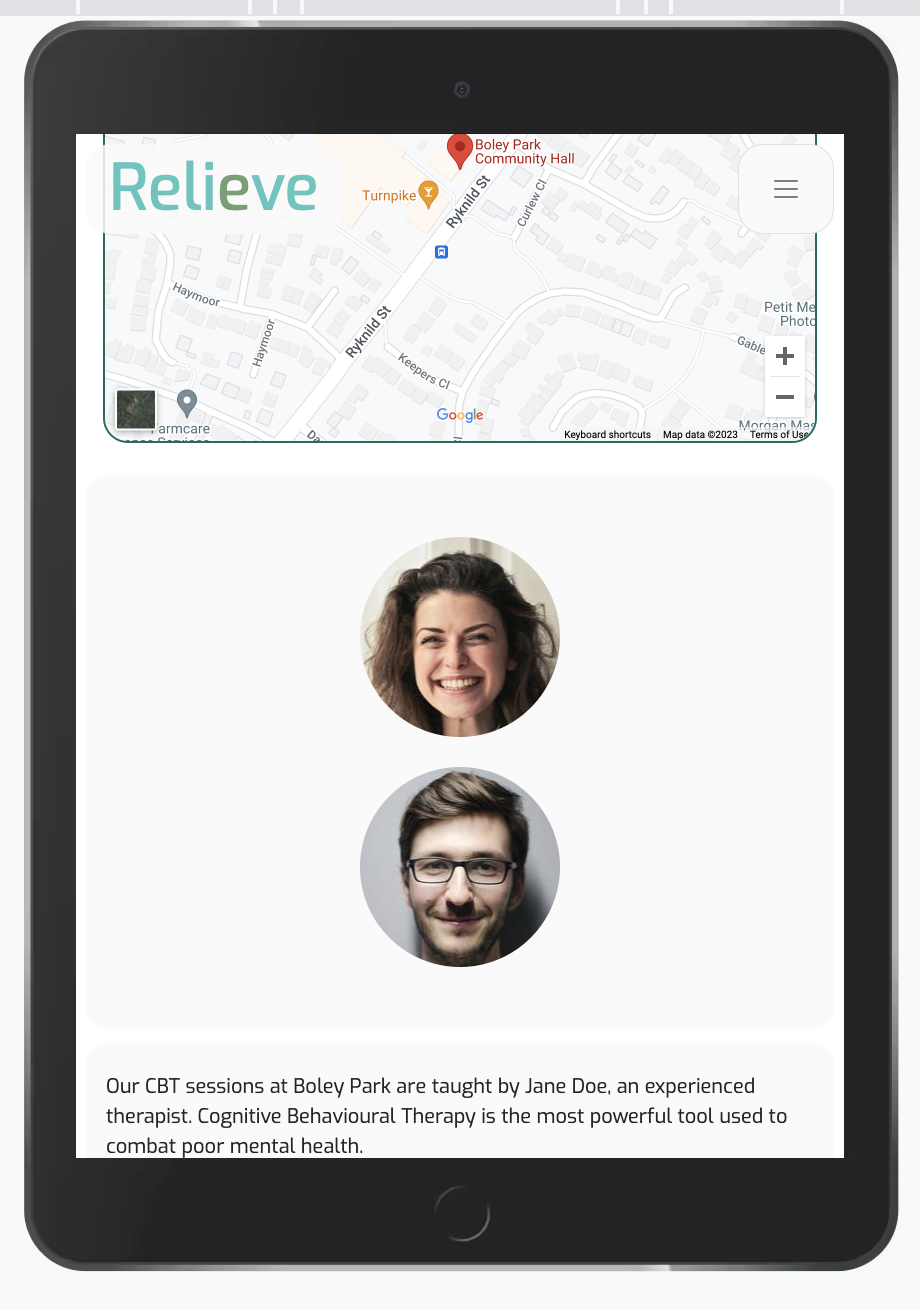 Boley Park
Community Hall
Relieve
Turnpike
Ryknild St
Curlew Cl
Haymoor
Petit Me
Photo
Ryknild St
Haymoor
Gable
Keepers Cl
Google
Farmcare
Morgan Mas
Da
Keyboard shortcuts Map data ©2023 Terms of Use
Our CBT sessions at Boley Park are taught by Jane Doe, an experienced
therapist. Cognitive Behavioural Therapy is the most powerful tool used to
combat poor mental health.